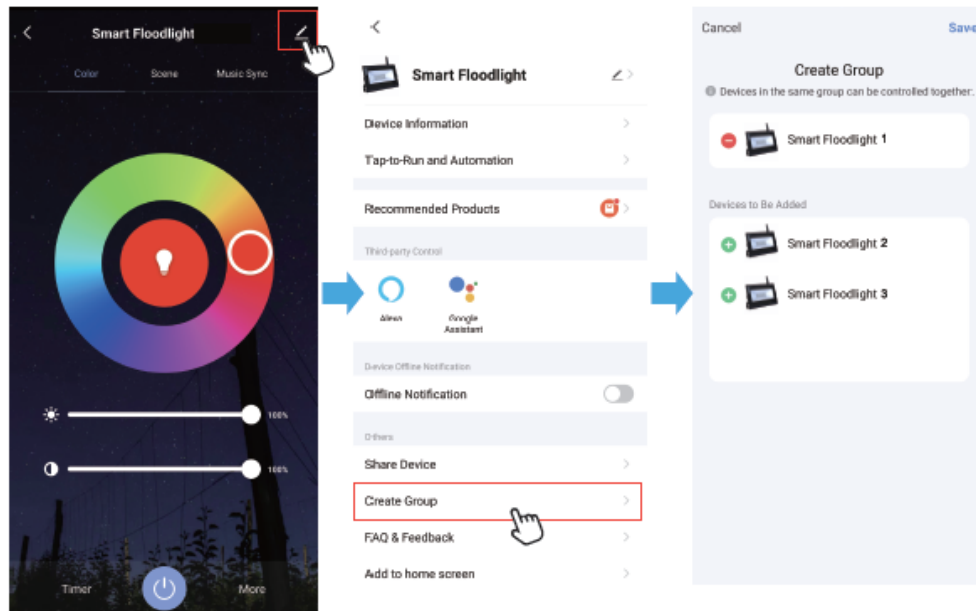 Smart Floodlight
Color Scene Music Sync
100%
100%
Timer More
Smart Floodlight
Device Information
Tap-to-Run and Automation
Recommended Products
Third-party Control
Alexa Google Assistant
Device Offline Notification
Offline Notification
Others
Share Device
Create Group
FAQ & Feedback
Add to home screen
Cancel Save
Create Group
Devices in the same group can be controlled together.
Smart Floodlight 1
Devices to Be Added
Smart Floodlight 2
Smart Floodlight 3